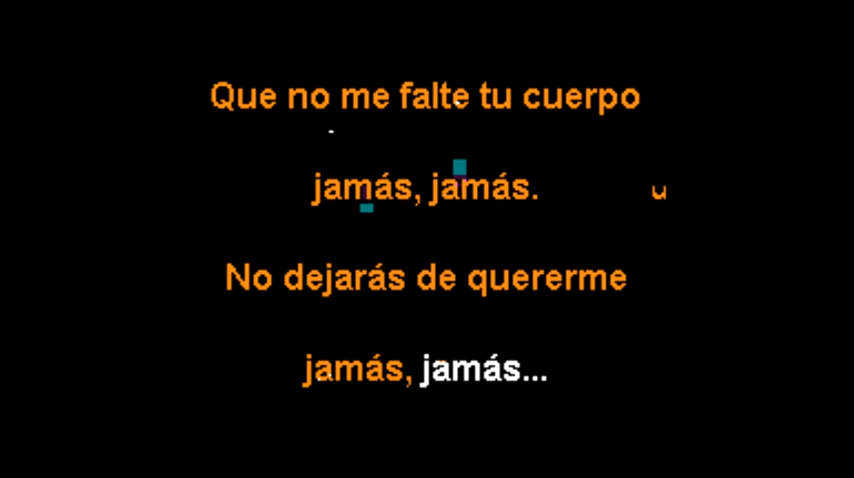 Que no me falte tu cuerpo
jamás, jamás.
No dejarás de quererme
jamás, jamás...